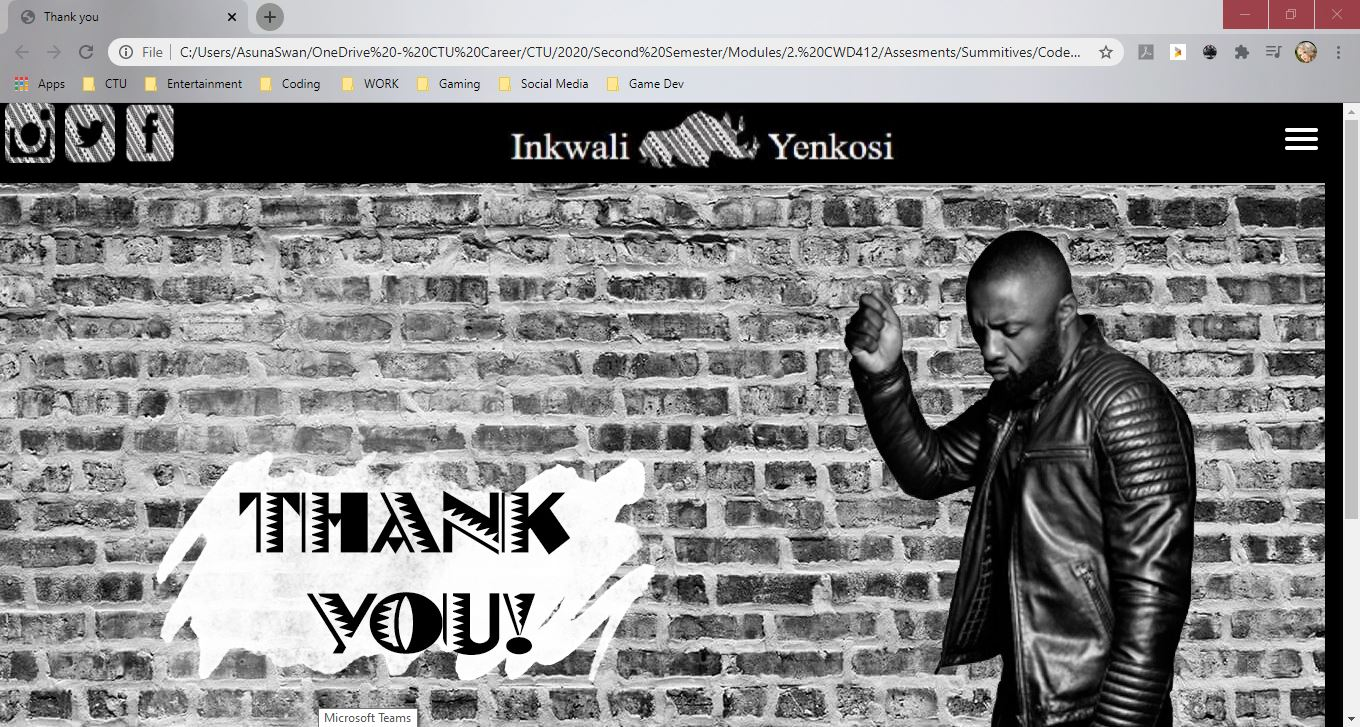 Thank you
File
C:/Users/AsunaSwan/OneDrive%20-%20CTU%20Career/CTU/2020/Second%20Semester/Modules/2.%20CWD412/Assesments/Summitives/Code...
Apps CTU Entertainment Coding WORK Gaming Social Media Game Dev
Inkwali Yenkosi
THANK
YOU!
Microsoft Teams